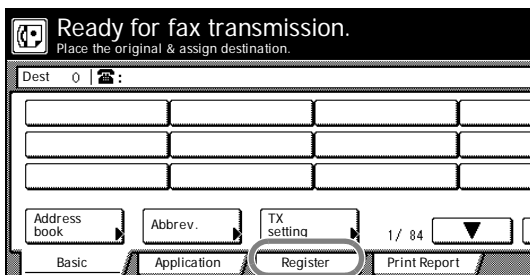 Ready for fax transmission.
Place the original & assign destination.
Dest 0 ☎:
Address book
Abbrev.
TX setting
1/ 84
Basic
Application
Register
Print Report